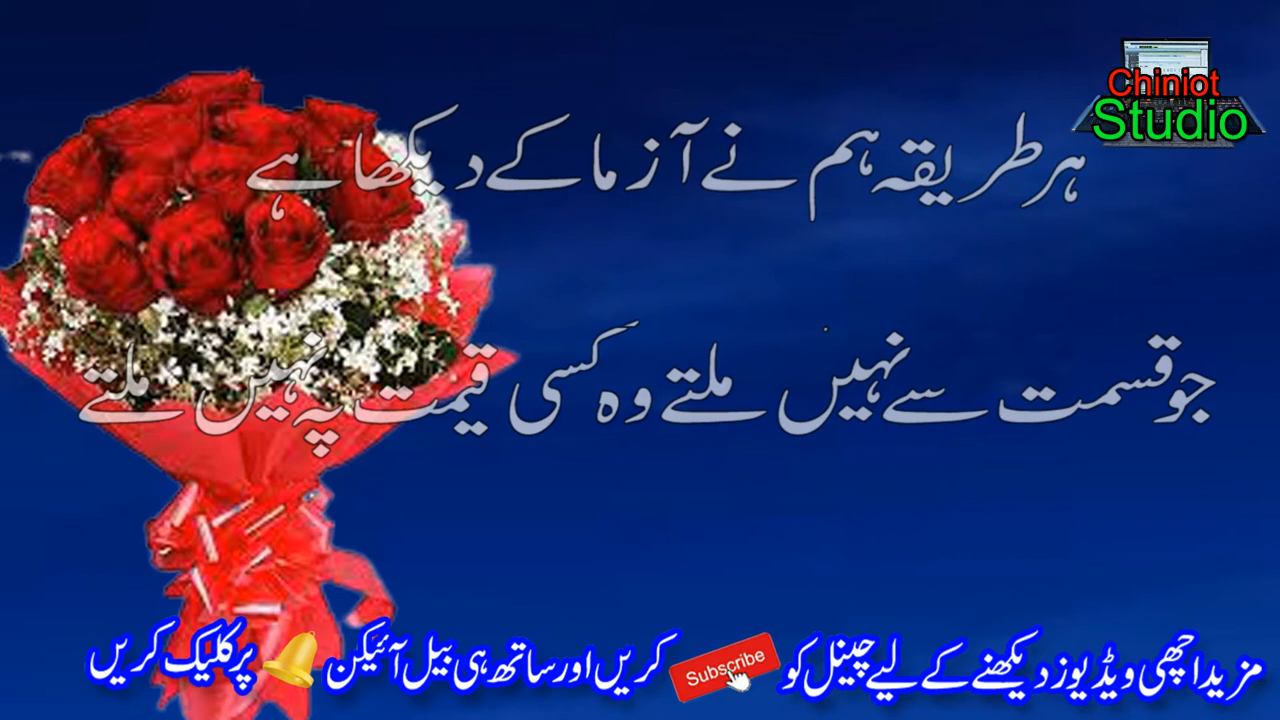 Chiniot
Studio
ہر طریقہ ہم نے آزما کے دیکھا ہے
جو قسمت سے نہیں ملتے وہ کسی قیمت پہ نہیں ملتے
مزید اچھی ویڈیوز دیکھنے کے لیے چینل کو Subscribe کریں اور ساتھ ہی بیل آئیکن پر کلیک کریں